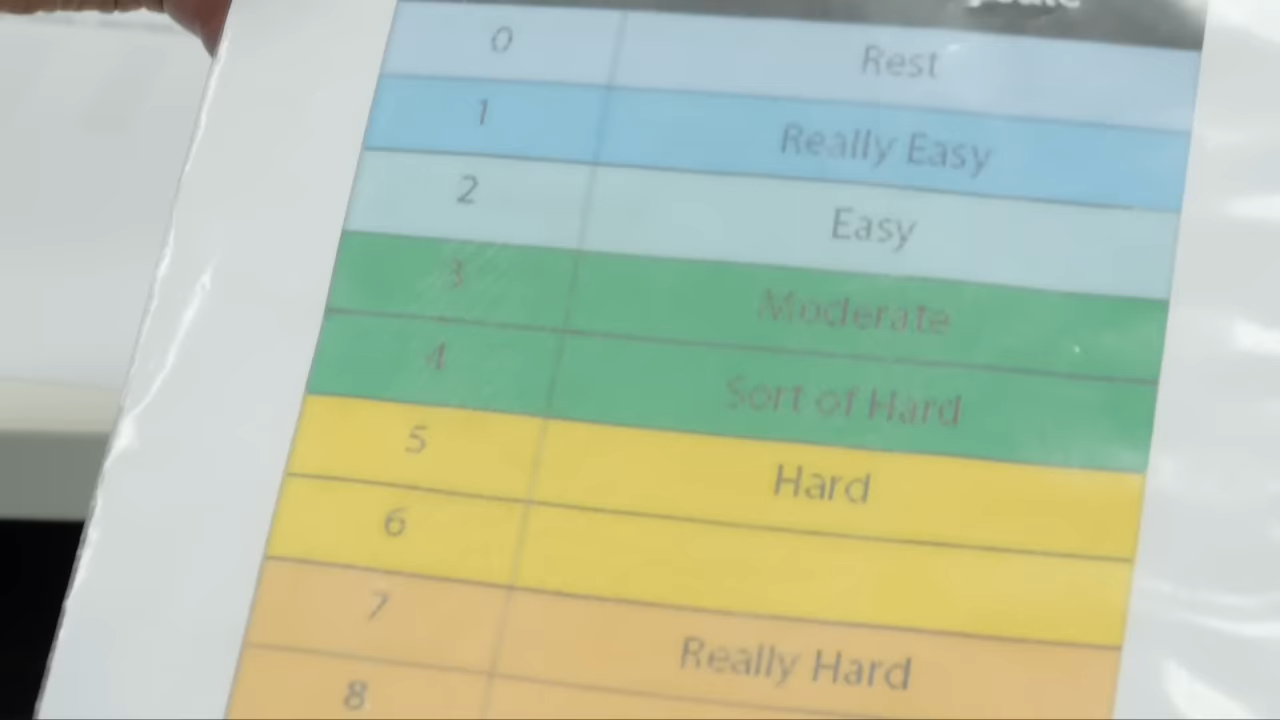 0 Rest
1 Really Easy
2 Easy
3 Moderate
4 Sort of Hard
5 Hard
6
7 Really Hard
8